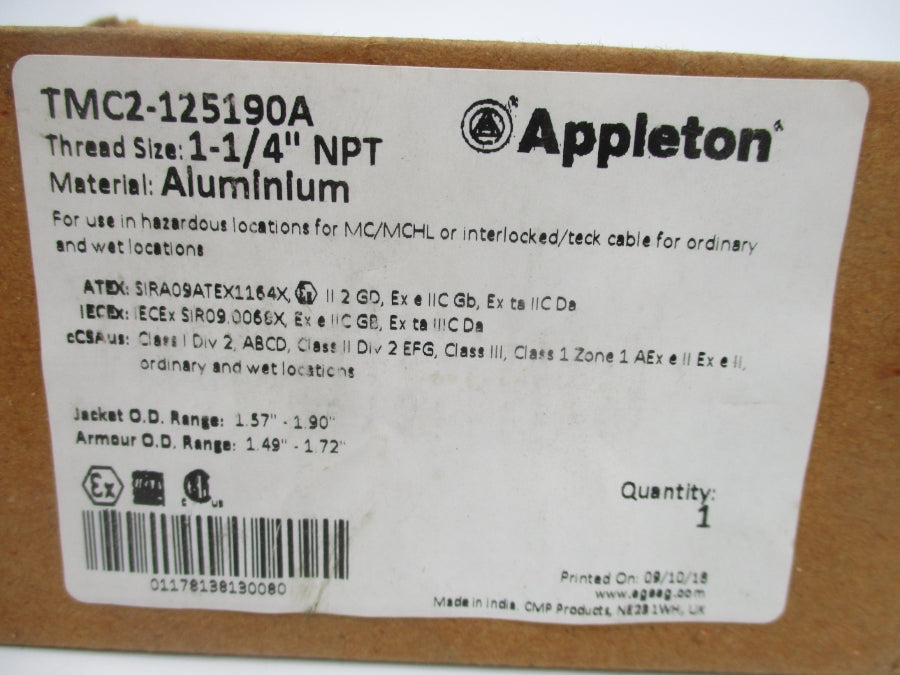 TMC2-125190A
Appleton
Thread Size: 1-1/4" NPT
Material: Aluminium
For use in hazardous locations for MC/MCHL or interlocked/teck cable for ordinary
and wet locations
ATEX: SIRA09ATEX1164X, Ex II 2 GD, Ex e IIC Gb, Ex ta IIC Da
IECEx: IECEx SIR09.0068X, Ex e IIC GB, Ex ta IIIC Da
cCSAus: Class I Div 2, ABCD, Class II Div 2 EFG, Class III, Class 1 Zone 1 AEx e II Ex e II,
ordinary and wet locations
Jacket O.D. Range: 1.57" - 1.90"
Armour O.D. Range: 1.49" - 1.72"
Ex
C US
Quantity:
1
01178138130080
Printed On: 09/10/18
www.egseg.com
Made in India. CMP Products, NE23 1WH, UK